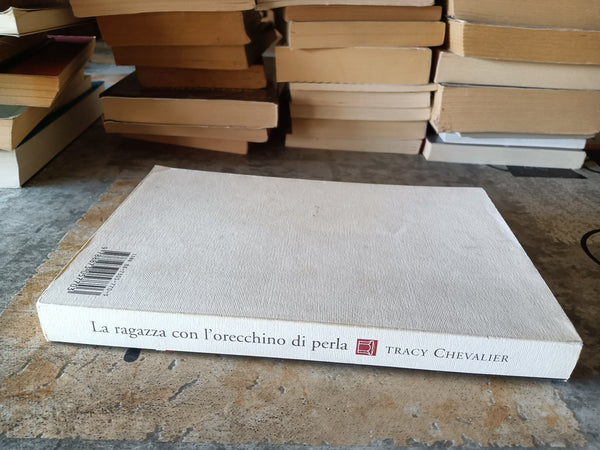 La ragazza con l'orecchino di perla TRACY CHEVALIER